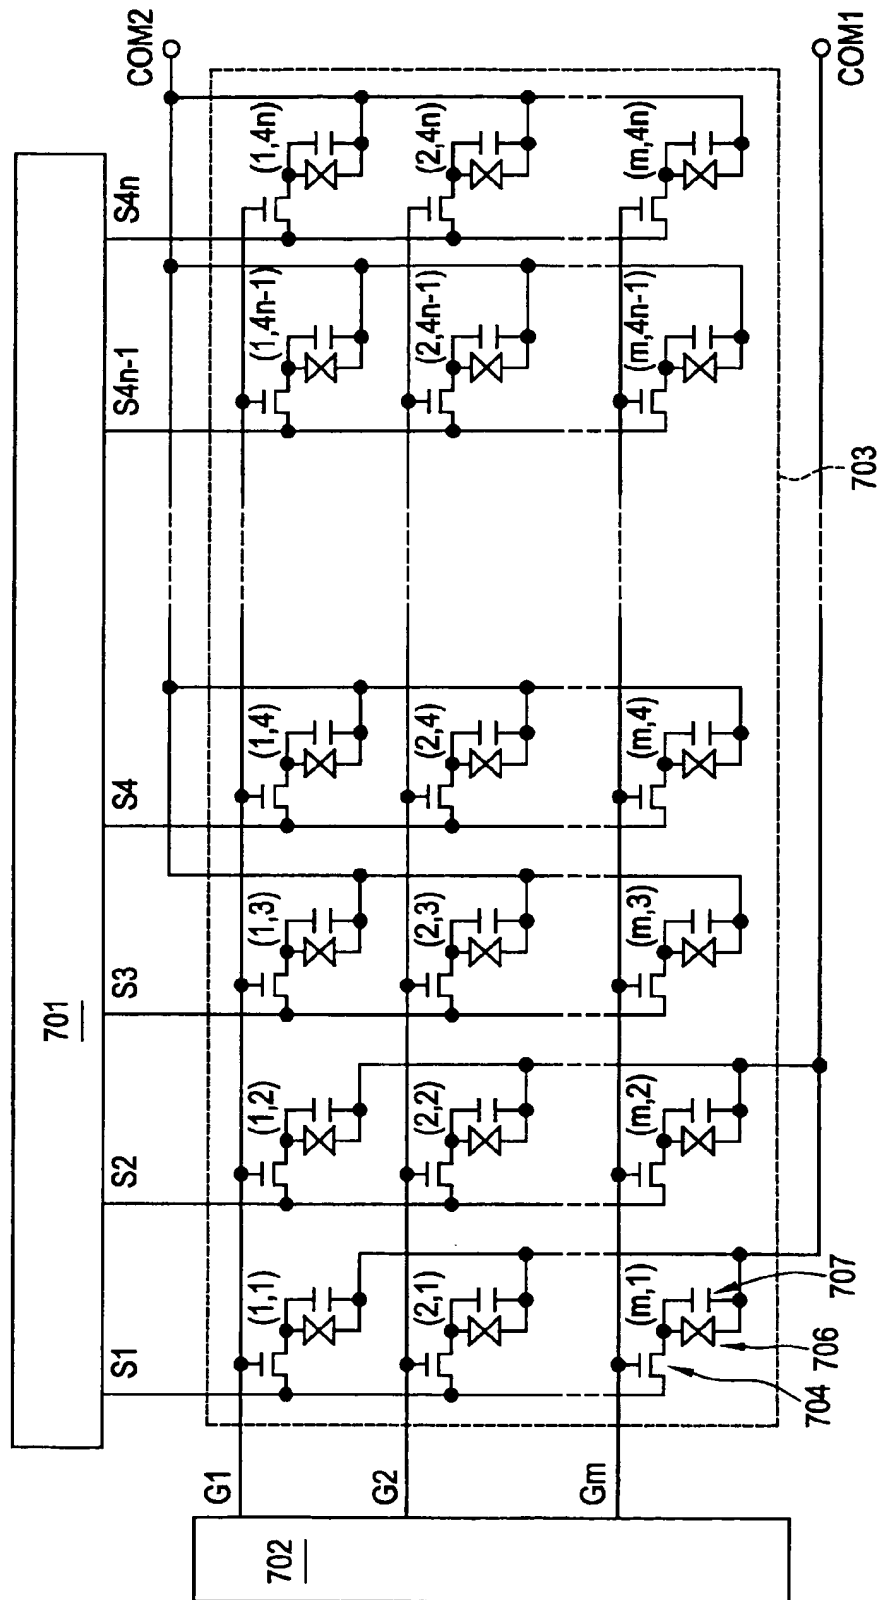 701
S1 S2 S3 S4 S4n-1 S4n
COM2
702
G1 (1,1) (1,2) (1,3) (1,4) (1,4n-1) (1,4n)
G2 (2,1) (2,2) (2,3) (2,4) (2,4n-1) (2,4n)
Gm (m,1) (m,2) (m,3) (m,4) (m,4n-1) (m,4n)
704 706 707
703
COM1